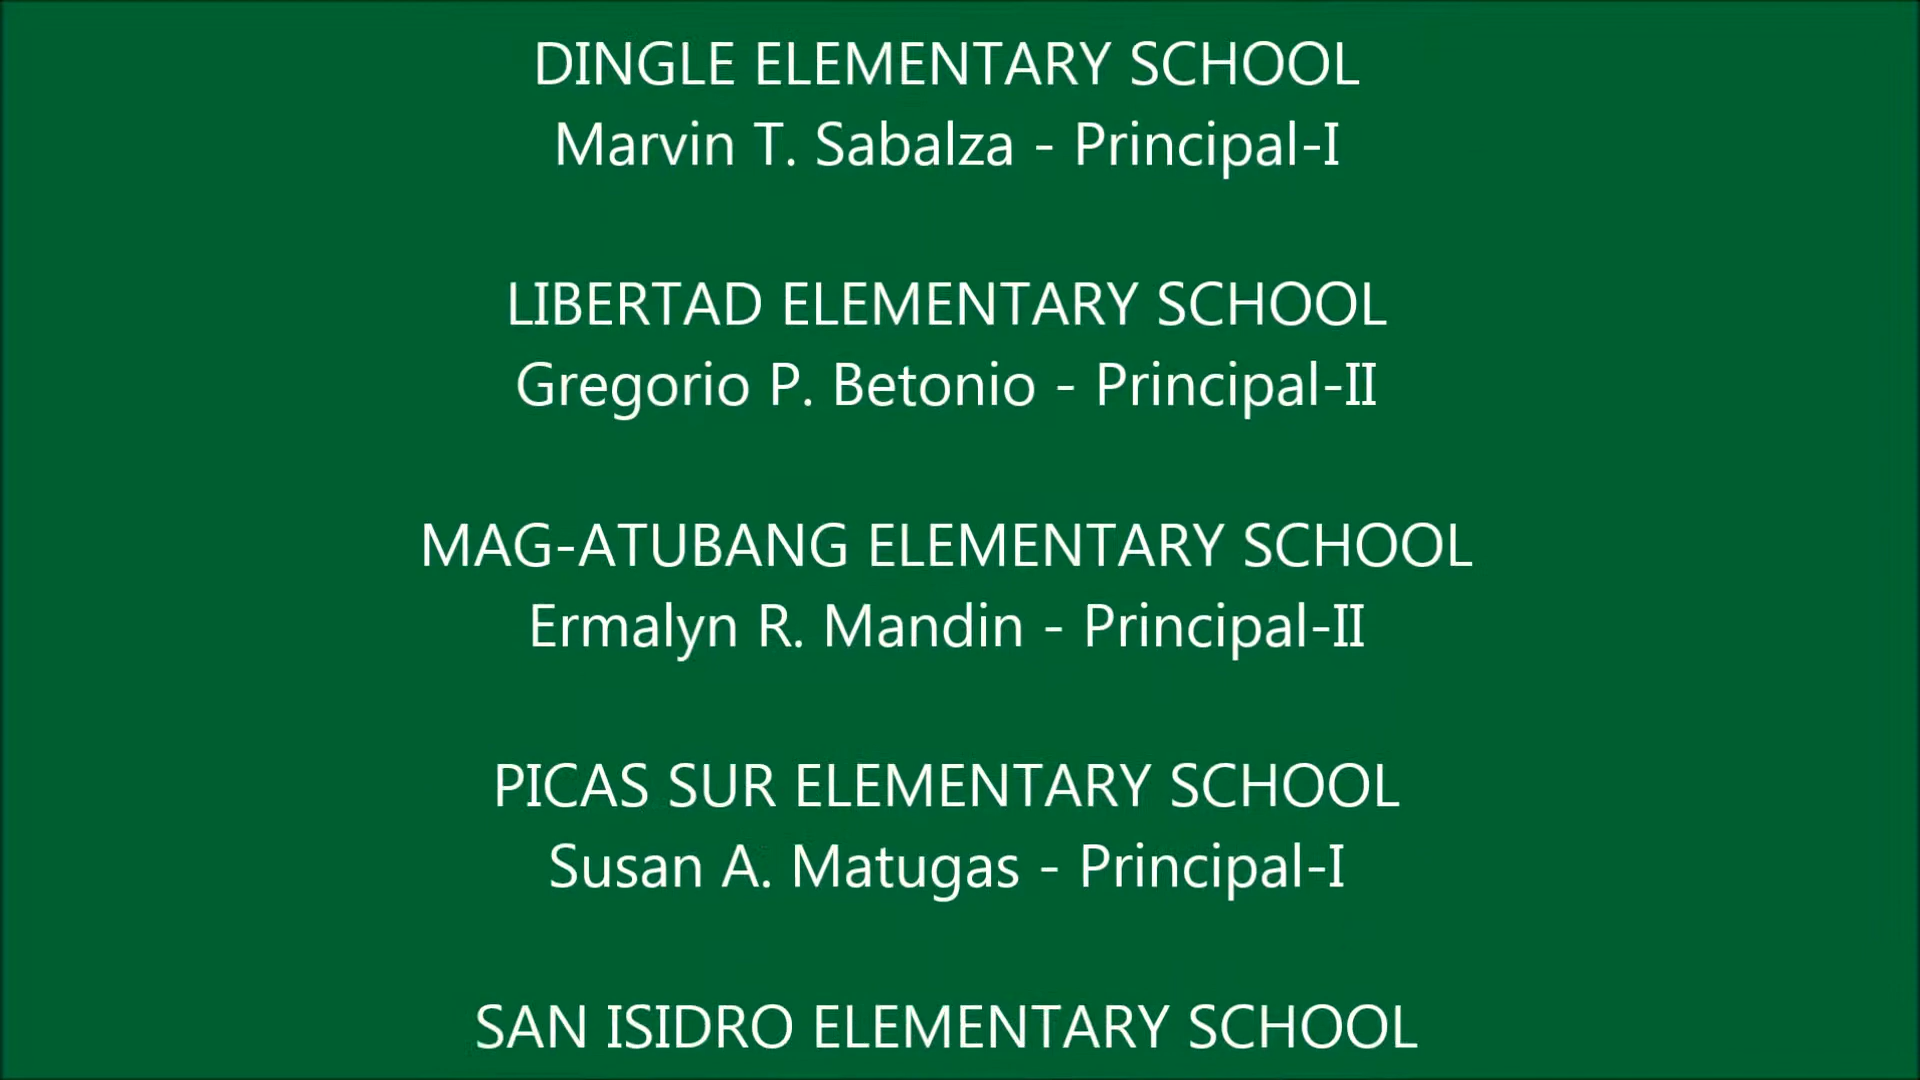 DINGLE ELEMENTARY SCHOOL
Marvin T. Sabalza - Principal-I
LIBERTAD ELEMENTARY SCHOOL
Gregorio P. Betonio - Principal-II
MAG-ATUBANG ELEMENTARY SCHOOL
Ermalyn R. Mandin - Principal-II
PICAS SUR ELEMENTARY SCHOOL
Susan A. Matugas - Principal-I
SAN ISIDRO ELEMENTARY SCHOOL